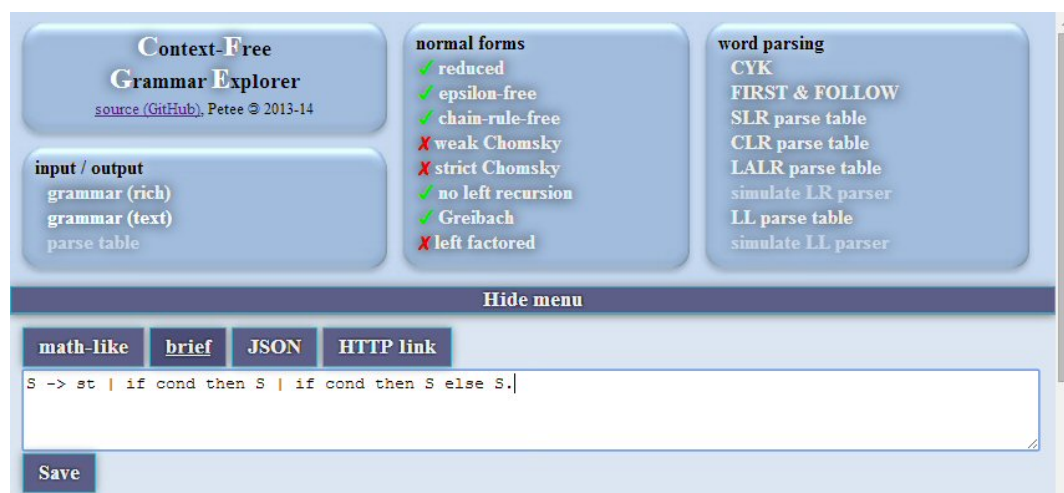 Context-Free
Grammar Explorer
source (GitHub), Petee @ 2013-14
input / output
grammar (rich)
grammar (text)
parse table
normal forms
✓ reduced
✓ epsilon-free
✓ chain-rule-free
✗ weak Chomsky
✗ strict Chomsky
✓ no left recursion
✓ Greibach
✗ left factored
word parsing
CYK
FIRST & FOLLOW
SLR parse table
CLR parse table
LALR parse table
simulate LR parser
LL parse table
simulate LL parser
Hide menu
math-like brief JSON HTTP link
S -> st | if cond then S | if cond then S else S.
Save